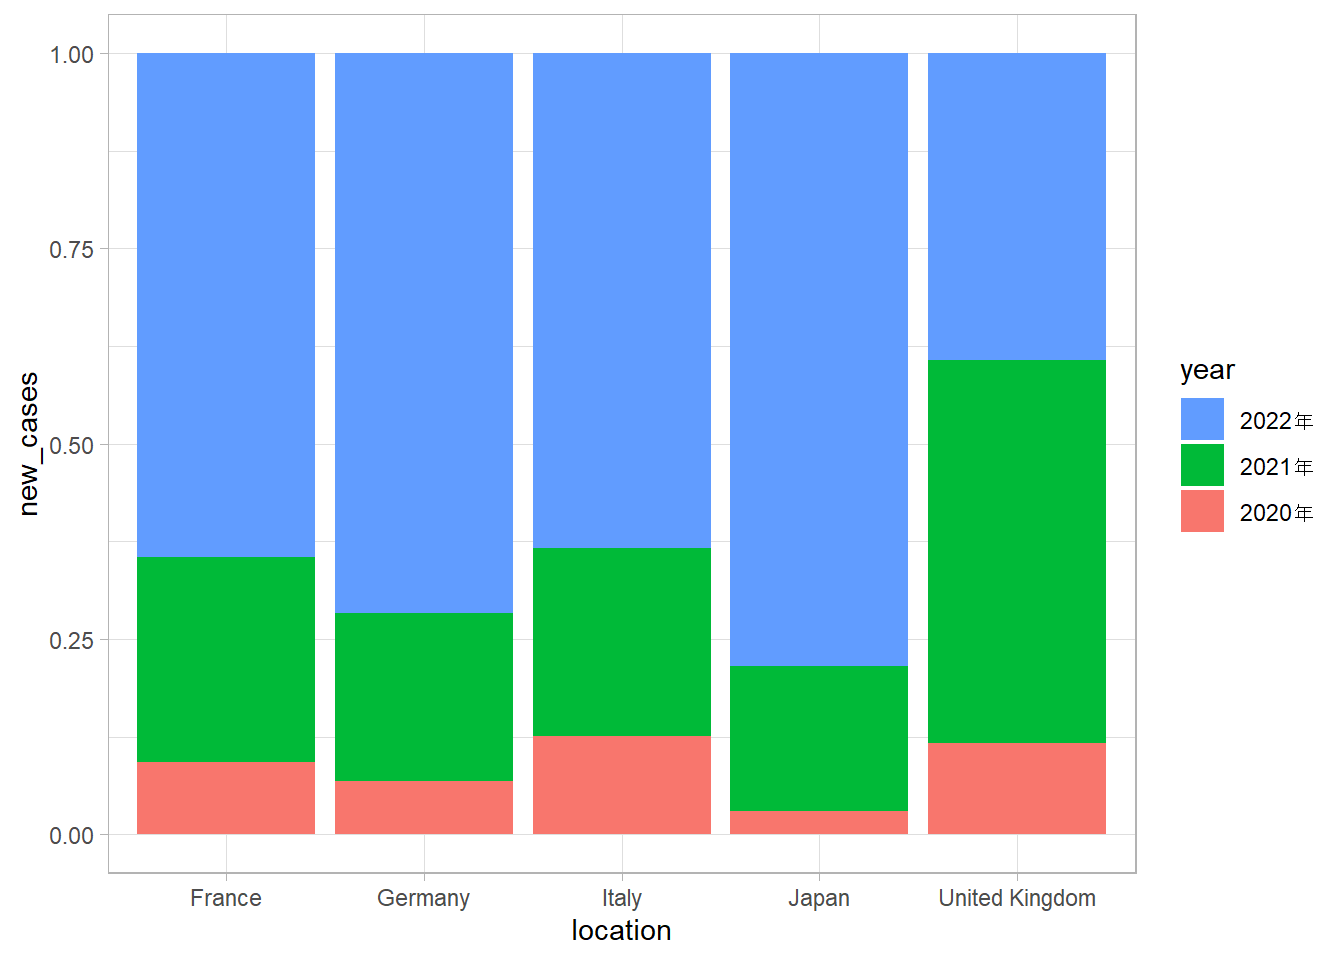 1.00
0.75
0.50
0.25
0.00
new_cases
France Germany Italy Japan United Kingdom
location
year
2022年
2021年
2020年